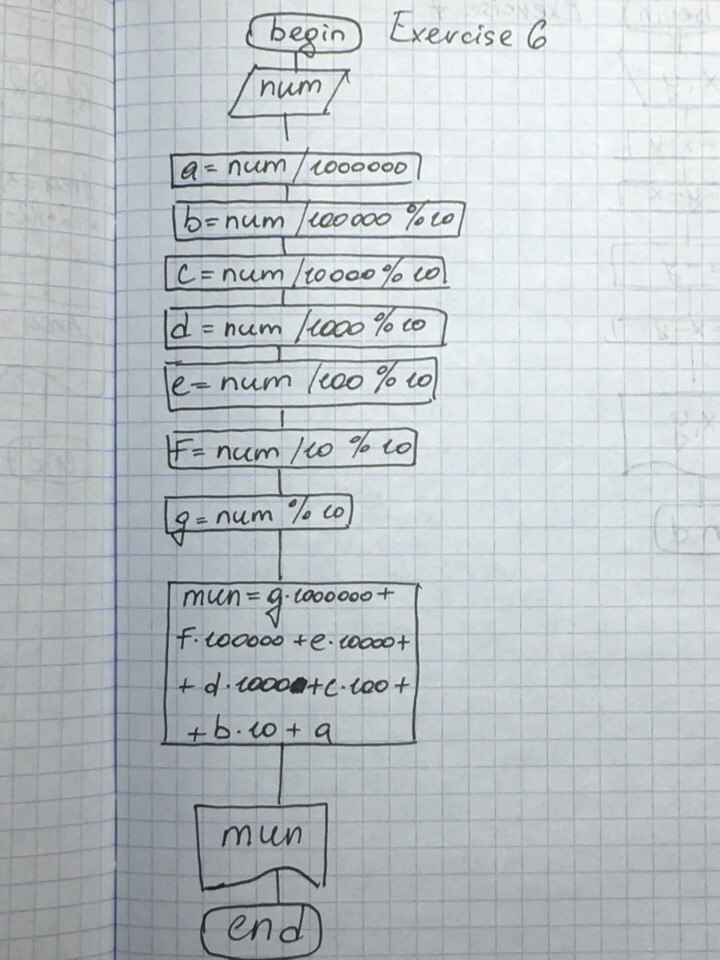 begin Exercise 6
num
a = num / 1000000
b = num / 100000 % 10
c = num / 10000 % 10
d = num / 1000 % 10
e = num / 100 % 10
f = num / 10 % 10
g = num % 10
mun = g·1000000 +
f·100000 + e·10000 +
+ d·1000 + c·100 +
+ b·10 + a
mun
end